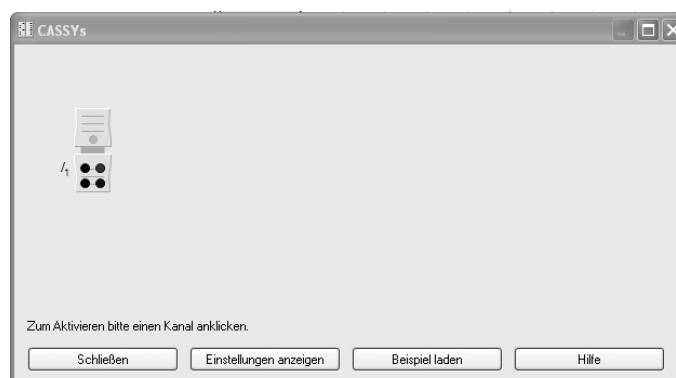 CASSYs
I₁
Zum Aktivieren bitte einen Kanal anklicken.
Schließen
Einstellungen anzeigen
Beispiel laden
Hilfe